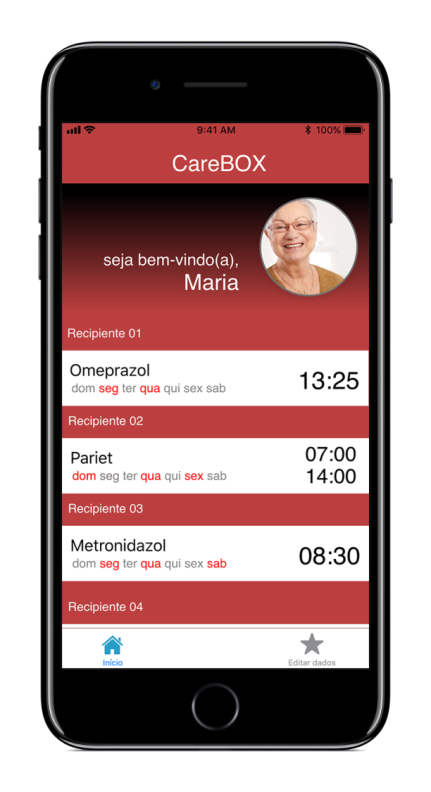 9:41 AM
100%
CareBOX
seja bem-vindo(a),
Maria
Recipiente 01
Omeprazol
dom seg ter qua qui sex sab
13:25
Recipiente 02
Pariet
dom seg ter qua qui sex sab
07:00
14:00
Recipiente 03
Metronidazol
dom seg ter qua qui sex sab
08:30
Recipiente 04
Início
Editar dados